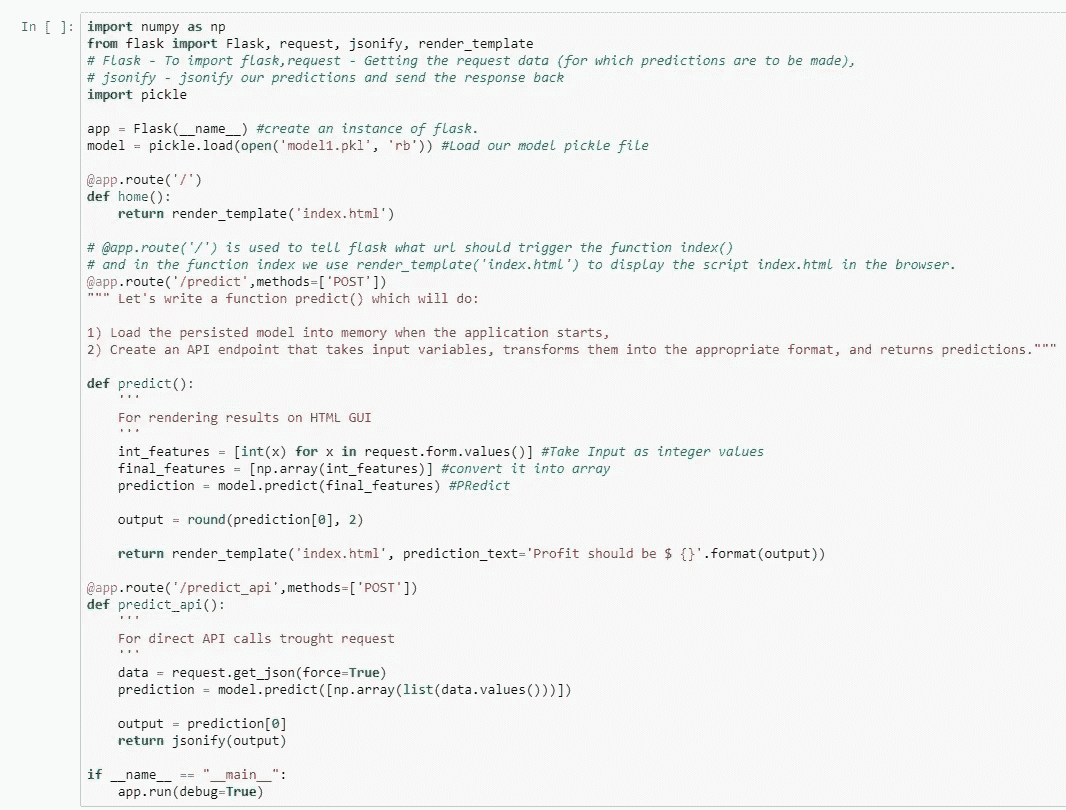 In [ ]: import numpy as np
from flask import Flask, request, jsonify, render_template
# Flask - To import flask,request - Getting the request data (for which predictions are to be made),
# jsonify - jsonify our predictions and send the response back
import pickle
app = Flask(__name__) #create an instance of flask.
model = pickle.load(open('model1.pkl', 'rb')) #Load our model pickle file
@app.route('/')
def home():
    return render_template('index.html')
# @app.route('/') is used to tell flask what url should trigger the function index()
# and in the function index we use render_template('index.html') to display the script index.html in the browser.
@app.route('/predict',methods=['POST'])
""" Let's write a function predict() which will do:
1) Load the persisted model into memory when the application starts,
2) Create an API endpoint that takes input variables, transforms them into the appropriate format, and returns predictions."""
def predict():
    '''
    For rendering results on HTML GUI
    '''
    int_features = [int(x) for x in request.form.values()] #Take Input as integer values
    final_features = [np.array(int_features)] #convert it into array
    prediction = model.predict(final_features) #PRedict
    output = round(prediction[0], 2)
    return render_template('index.html', prediction_text='Profit should be $ {}'.format(output))
@app.route('/predict_api',methods=['POST'])
def predict_api():
    '''
    For direct API calls trought request
    '''
    data = request.get_json(force=True)
    prediction = model.predict([np.array(list(data.values()))])
    output = prediction[0]
    return jsonify(output)
if __name__ == "__main__":
    app.run(debug=True)